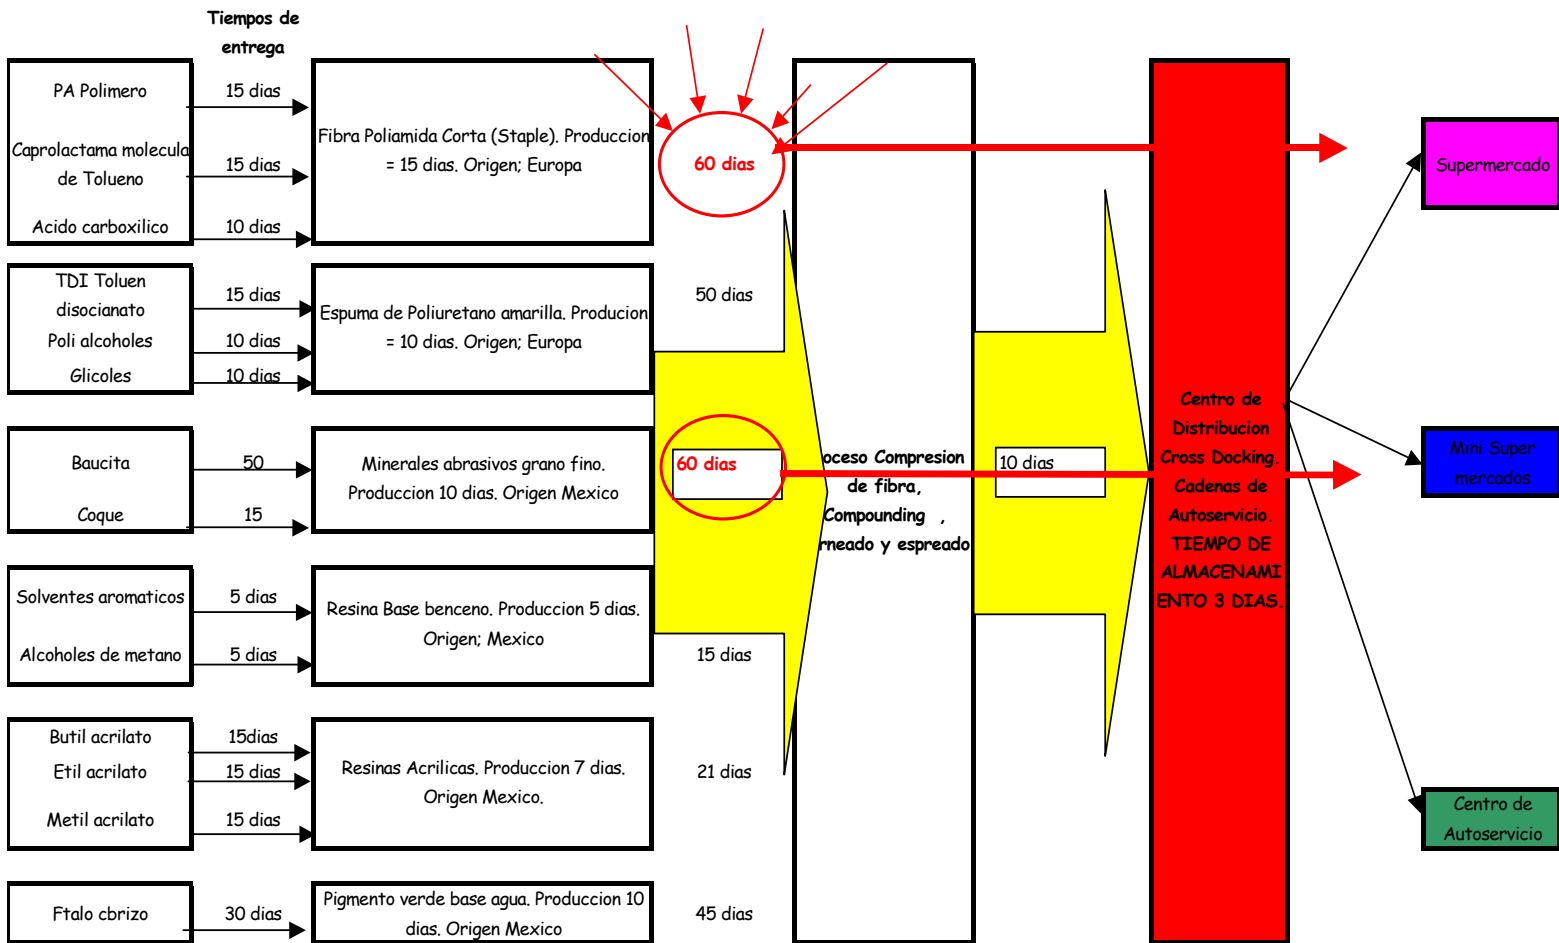 Tiempos de
entrega
PA Polimero
15 dias
Caprolactama molecula
de Tolueno
15 dias
Acido carboxilico
10 dias
Fibra Poliamida Corta (Staple). Produccion
= 15 dias. Origen; Europa
60 dias
TDI Toluen
disocianato
15 dias
Poli alcoholes
10 dias
Glicoles
10 dias
Espuma de Poliuretano amarilla. Producion
= 10 dias. Origen; Europa
50 dias
Baucita
50
Coque
15
Minerales abrasivos grano fino.
Produccion 10 dias. Origen Mexico
60 dias
Solventes aromaticos
5 dias
Alcoholes de metano
5 dias
Resina Base benceno. Produccion 5 dias.
Origen; Mexico
15 dias
Butil acrilato
15dias
Etil acrilato
15 dias
Metil acrilato
15 dias
Resinas Acrilicas. Produccion 7 dias.
Origen Mexico.
21 dias
Ftalo cbrizo
30 dias
Pigmento verde base agua. Produccion 10
dias. Origen Mexico
45 dias
oceso Compresion
de fibra,
Compounding ,
rneado y espreado
10 dias
Centro de
Distribucion
Cross Docking.
Cadenas de
Autoservicio.
TIEMPO DE
ALMACENAMI
ENTO 3 DIAS.
Supermercado
Mini Super
mercados
Centro de
Autoservicio